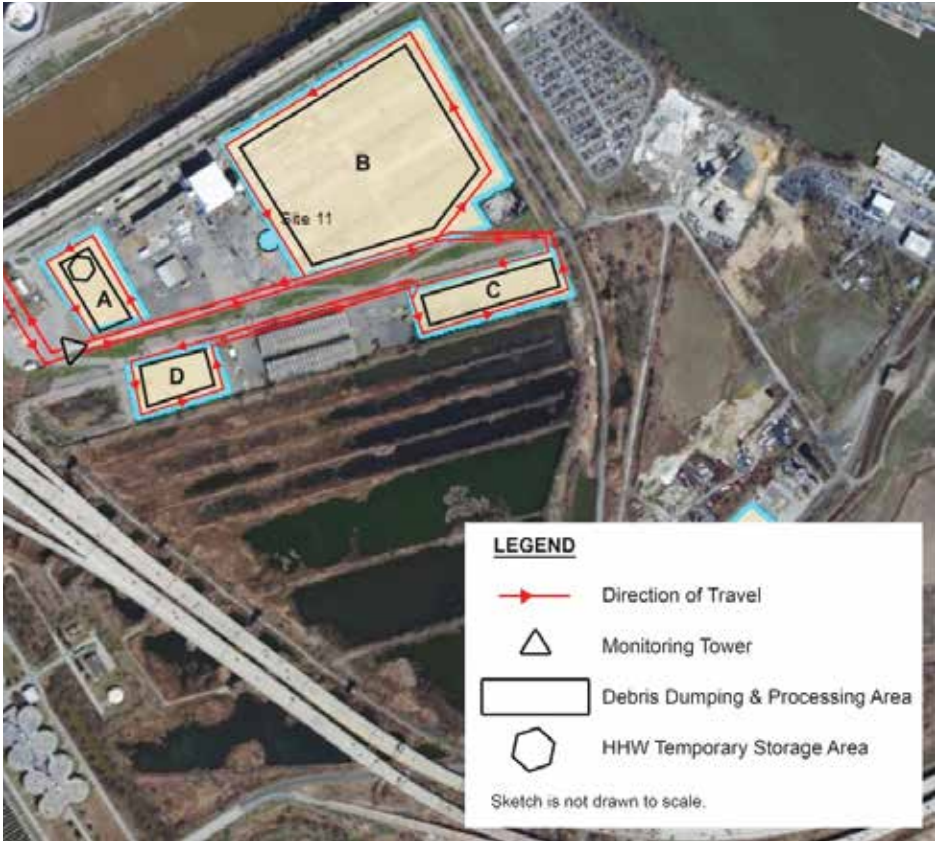 B
Site 11
A
C
D
LEGEND
Direction of Travel
Monitoring Tower
Debris Dumping & Processing Area
HHW Temporary Storage Area
Sketch is not drawn to scale.